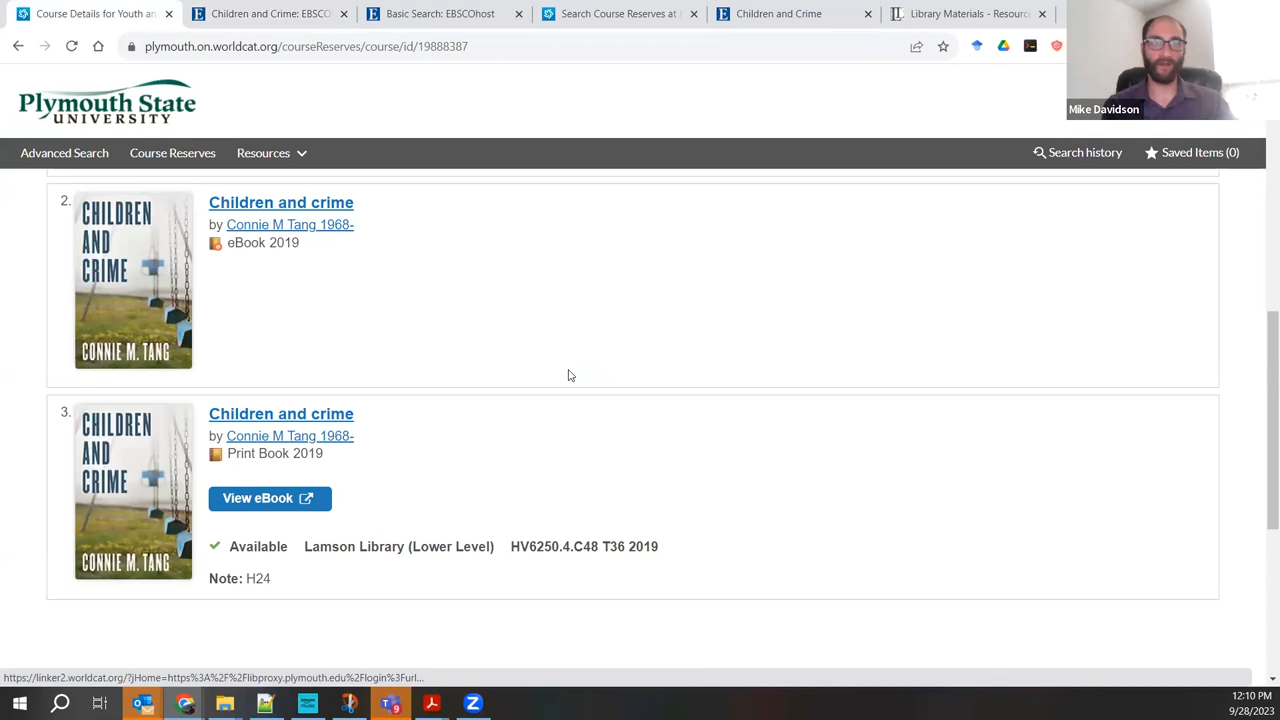 Course Details for Youth an
Children and Crime: EBSCO
Basic Search: EBSCOhost
Search Course Reserves at
Children and Crime
Library Materials - Resourc
plymouth.on.worldcat.org/courseReserves/course/id/19888387
Mike Davidson
Plymouth State
UNIVERSITY
Advanced Search
Course Reserves
Resources
Search history
Saved Items (0)
2.
CHILDREN
AND
CRIME
CONNIE M. TANG
Children and crime
by Connie M Tang 1968-
eBook 2019
3.
CHILDREN
AND
CRIME
CONNIE M. TANG
Children and crime
by Connie M Tang 1968-
Print Book 2019
View eBook
Available Lamson Library (Lower Level) HV6250.4.C48 T36 2019
Note: H24
https://linker2.worldcat.org/?jHome=https%3A%2F%2Flibproxy.plymouth.edu%2Flogin%3Furl...
12:10 PM
9/28/2023